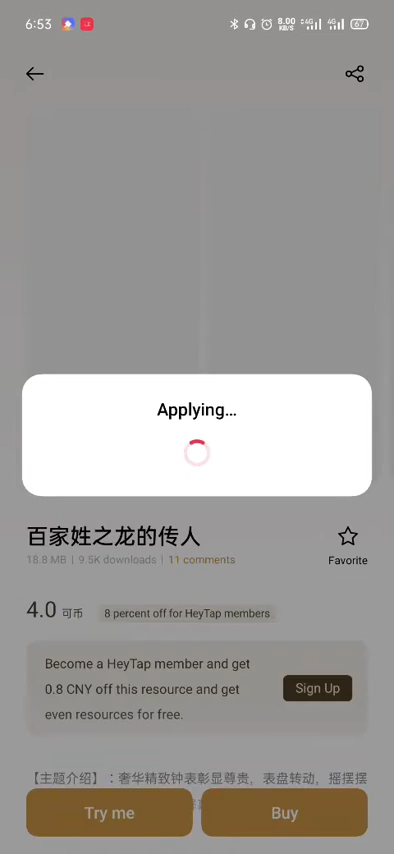 6:53
8.00
KB/S
4G
4G
67
Applying...
百家姓之龙的传人
18.8 MB | 9.5K downloads | 11 comments
Favorite
4.0 可币
8 percent off for HeyTap members
Become a HeyTap member and get
0.8 CNY off this resource and get
even resources for free.
Sign Up
【主题介绍】：奢华精致钟表彰显尊贵，表盘转动，摇摆摆
Try me
Buy